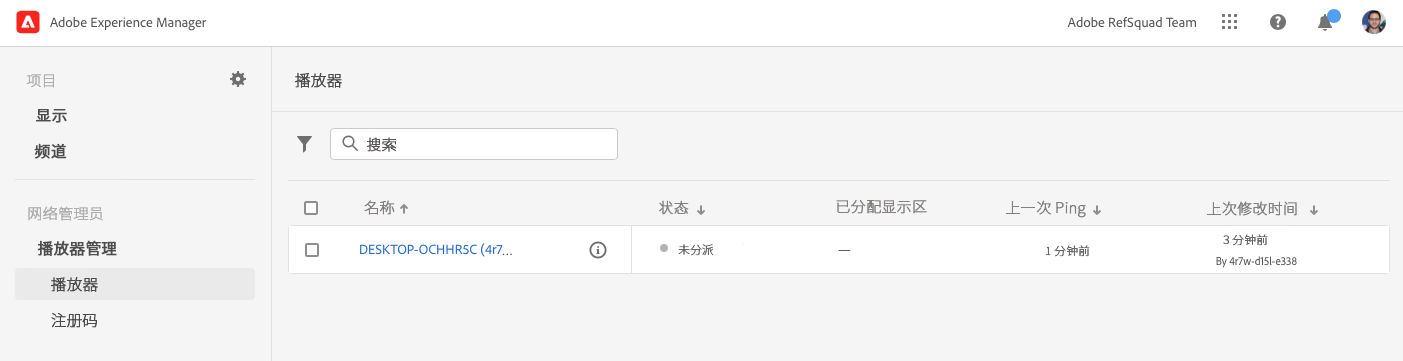 Adobe Experience Manager
Adobe RefSquad Team
项目
显示
频道
网络管理员
播放器管理
播放器
注册码
播放器
搜索
名称 状态 已分配显示区 上一次 Ping 上次修改时间
DESKTOP-OCHHR5C (4r7... 未分派 — 1 分钟前 3 分钟前
By 4r7w-d15l-e338